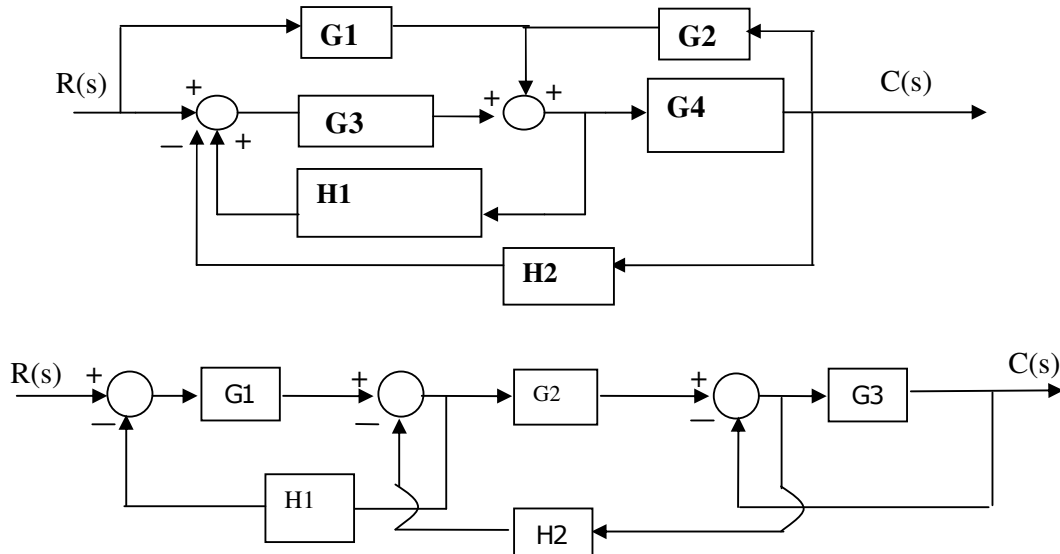 G1
G2
R(s)
+
+
+
C(s)
G3
G4
−
+
H1
H2
R(s)
+
+
+
C(s)
G1
G2
G3
−
−
−
H1
H2